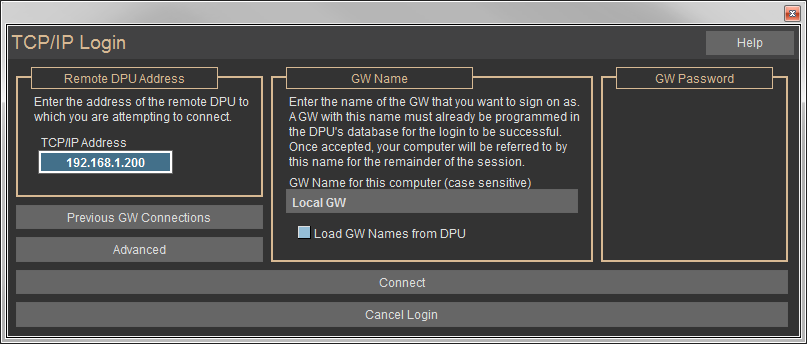 TCP/IP Login
Help
Remote DPU Address
Enter the address of the remote DPU to
which you are attempting to connect.
TCP/IP Address
192.168.1.200
Previous GW Connections
Advanced
GW Name
Enter the name of the GW that you want to sign on as.
A GW with this name must already be programmed in
the DPU's database for the login to be successful.
Once accepted, your computer will be referred to by
this name for the remainder of the session.
GW Name for this computer (case sensitive)
Local GW
Load GW Names from DPU
GW Password
Connect
Cancel Login